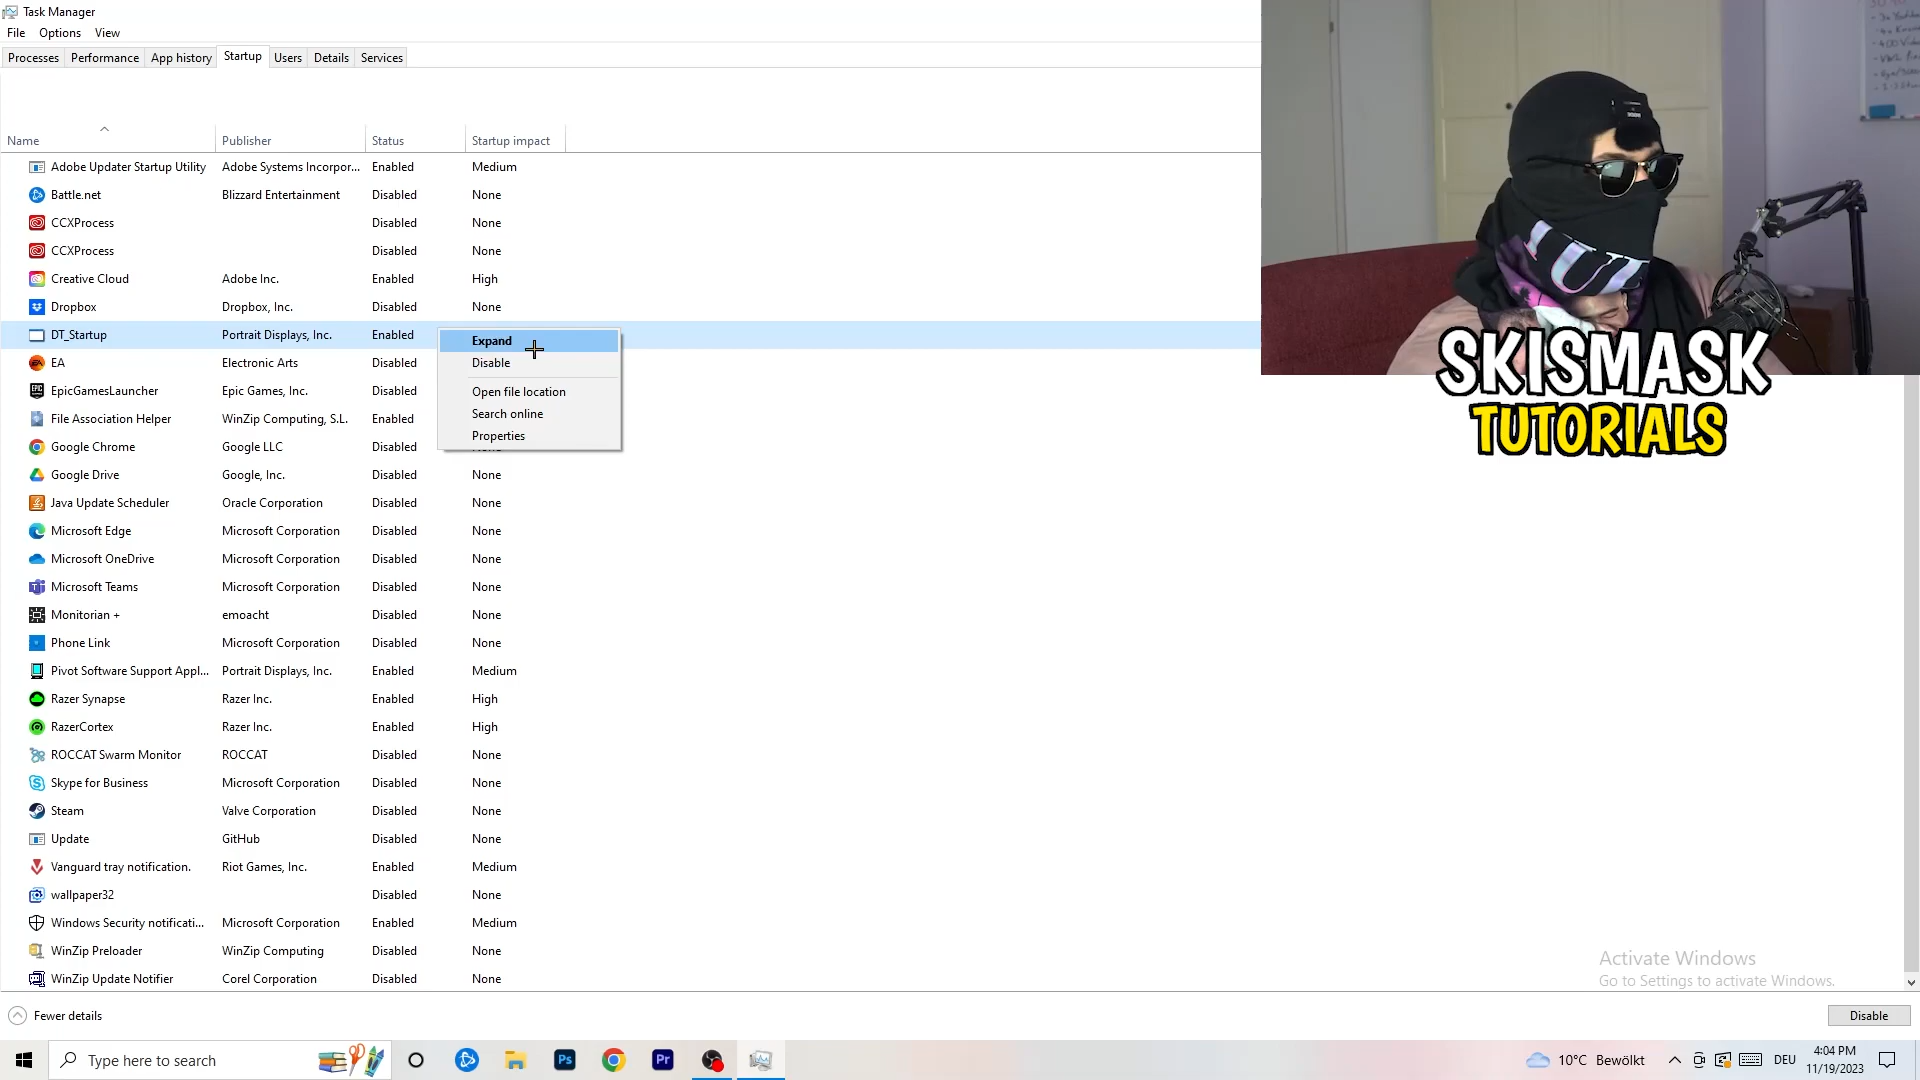 Task Manager
File Options View
Processes Performance App history Startup Users Details Services
Name Publisher Status Startup impact
Adobe Updater Startup Utility Adobe Systems Incorpor... Enabled Medium
Battle.net Blizzard Entertainment Disabled None
CCXProcess Disabled None
CCXProcess Disabled None
Creative Cloud Adobe Inc. Enabled High
Dropbox Dropbox, Inc. Disabled None
DT_Startup Portrait Displays, Inc. Enabled
Expand
EA Electronic Arts Disabled
Disable
EpicGamesLauncher Epic Games, Inc. Disabled
Open file location
File Association Helper WinZip Computing, S.L. Enabled
Search online
Properties
Google Chrome Google LLC Disabled
Google Drive Google, Inc. Disabled None
Java Update Scheduler Oracle Corporation Disabled None
Microsoft Edge Microsoft Corporation Disabled None
Microsoft OneDrive Microsoft Corporation Disabled None
Microsoft Teams Microsoft Corporation Disabled None
Monitorian + emoacht Disabled None
Phone Link Microsoft Corporation Disabled None
Pivot Software Support Appl... Portrait Displays, Inc. Enabled Medium
Razer Synapse Razer Inc. Enabled High
RazerCortex Razer Inc. Enabled High
ROCCAT Swarm Monitor ROCCAT Disabled None
Skype for Business Microsoft Corporation Disabled None
Steam Valve Corporation Disabled None
Update GitHub Disabled None
Vanguard tray notification. Riot Games, Inc. Enabled Medium
wallpaper32 Disabled None
Windows Security notificati... Microsoft Corporation Enabled Medium
WinZip Preloader WinZip Computing Disabled None
WinZip Update Notifier Corel Corporation Disabled None
SKISMASK
TUTORIALS
Activate Windows
Go to Settings to activate Windows.
Fewer details
Disable
Type here to search
Ps
Pr
10°C Bewölkt
DEU
4:04 PM
11/19/2023